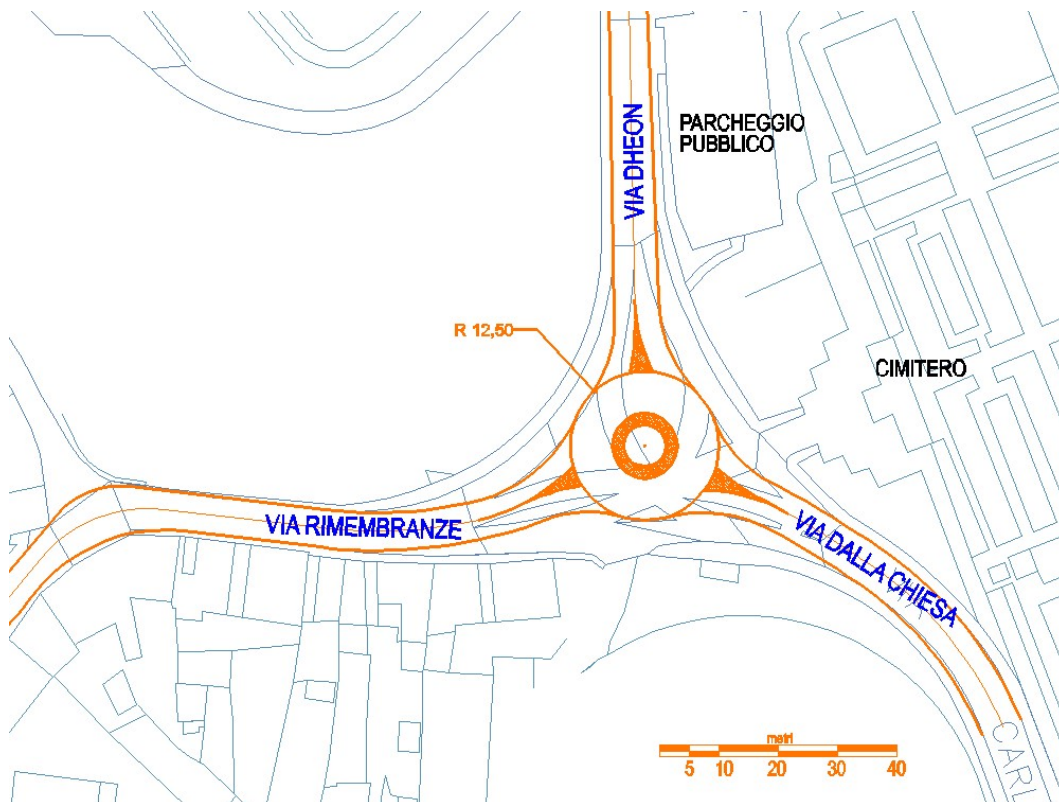 VIA DHEON
PARCHEGGIO
PUBBLICO
R 12,50
CIMITERO
VIA RIMEMBRANZE
VIA DALLA CHIESA
metri
5 10 20 30 40
CARL